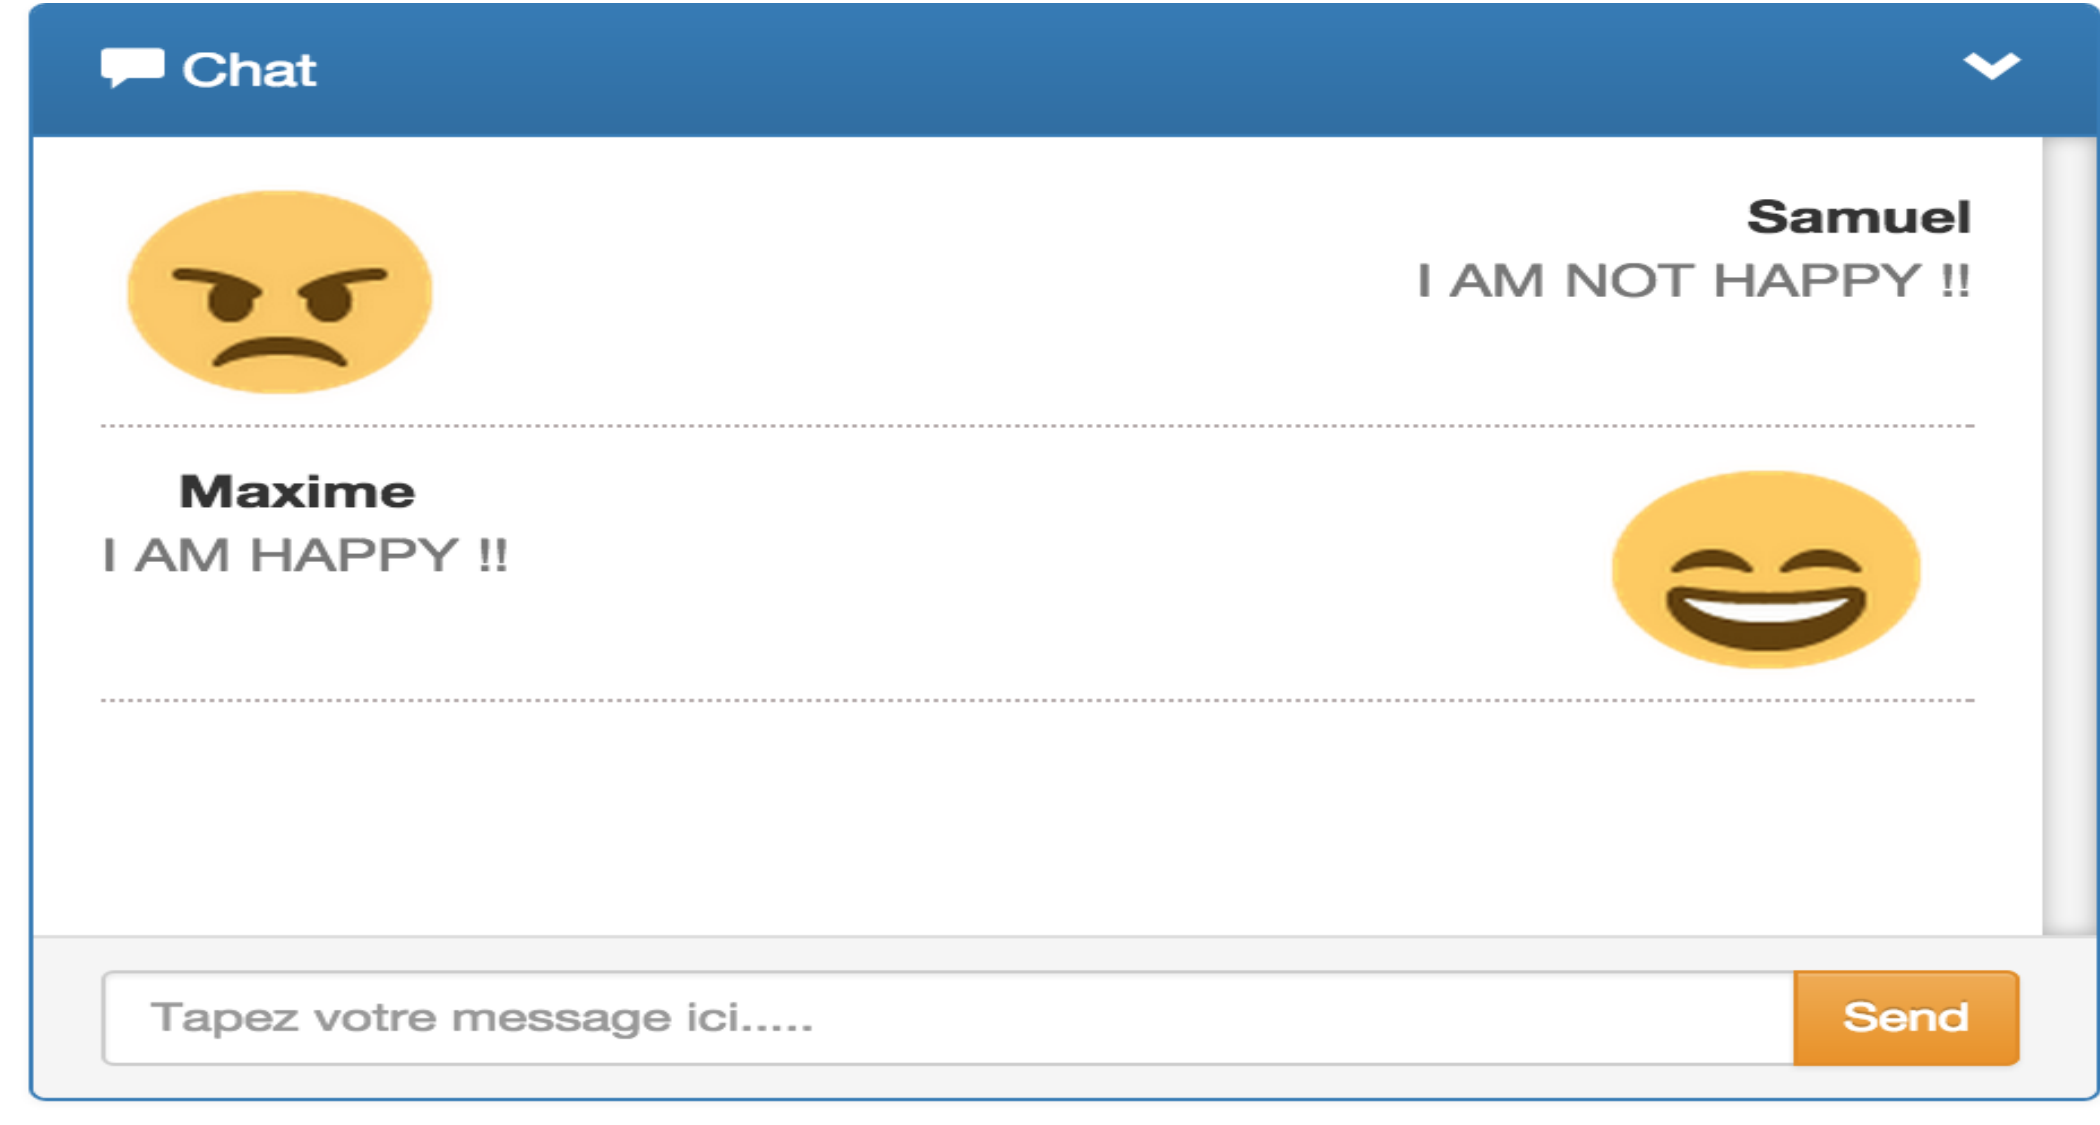 Chat
Samuel
I AM NOT HAPPY !!
Maxime
I AM HAPPY !!
Tapez votre message ici.....
Send